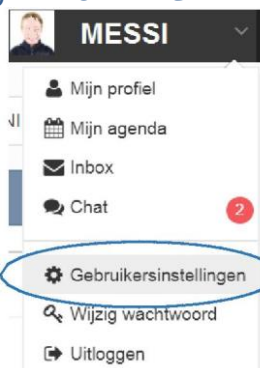 MESSI
Mijn profiel
Mijn agenda
Inbox
Chat 2
Gebruikersinstellingen
Wijzig wachtwoord
Uitloggen